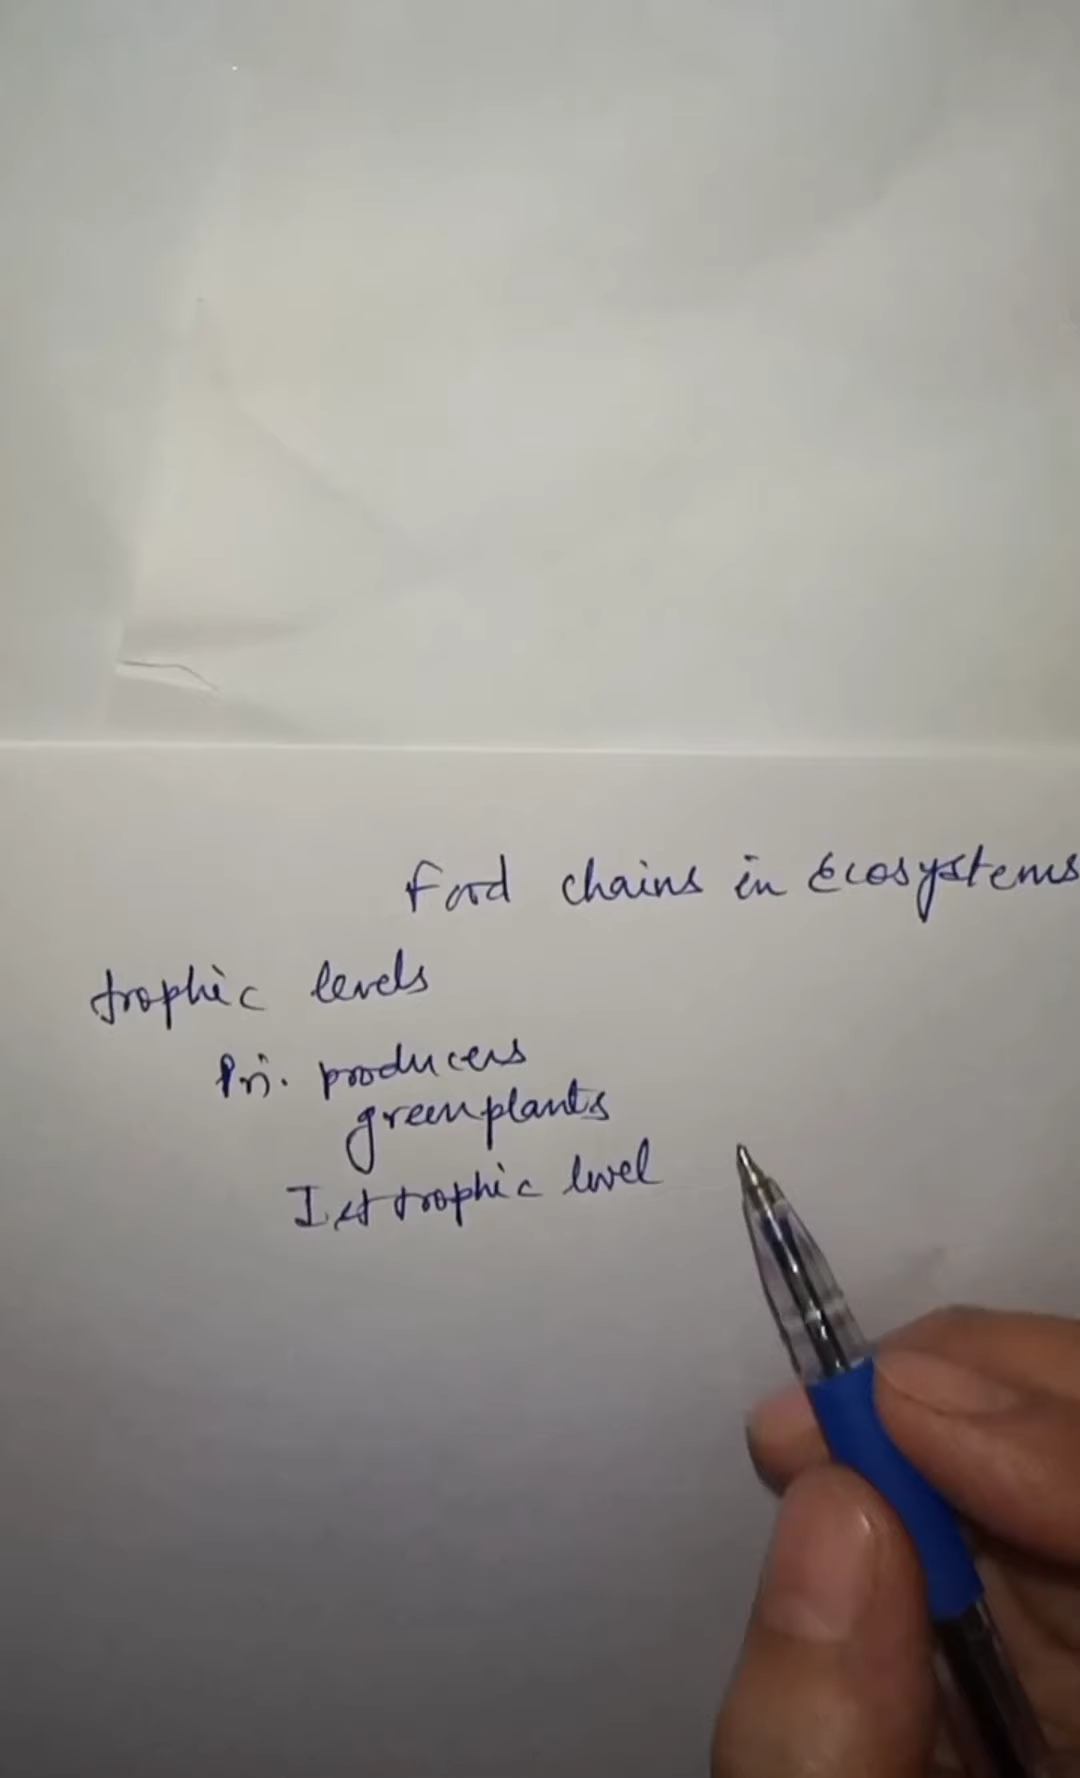 Food chains in Ecosystems
trophic levels
Pri. producers
green plants
Ist trophic level